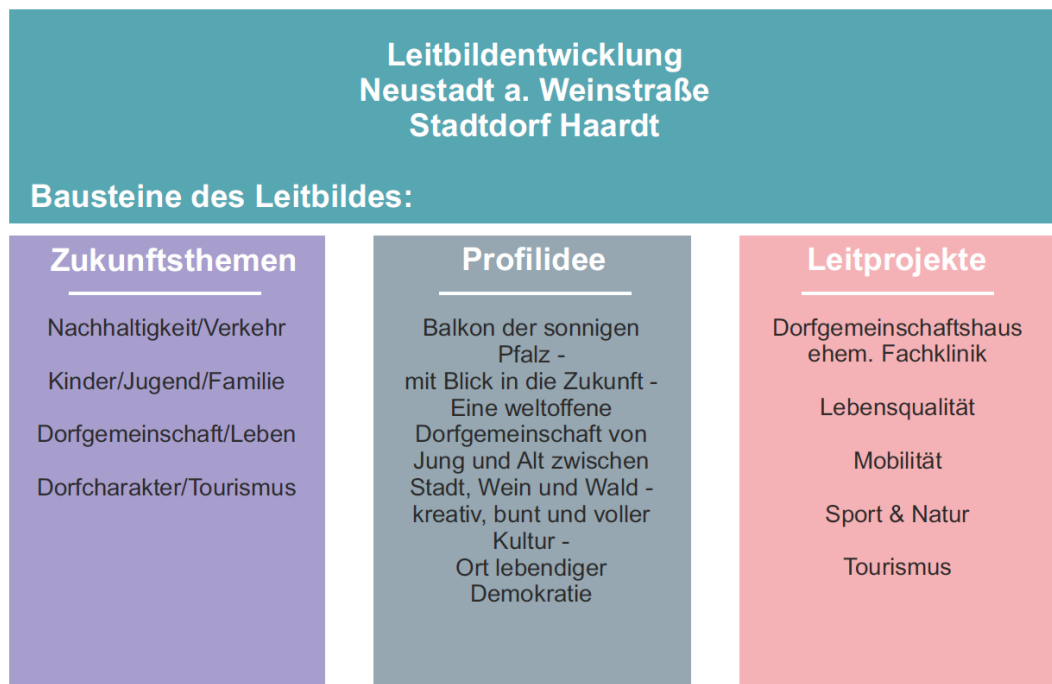 Leitbildentwicklung
Neustadt a. Weinstraße
Stadtdorf Haardt
Bausteine des Leitbildes:
Zukunftsthemen
Nachhaltigkeit/Verkehr
Kinder/Jugend/Familie
Dorfgemeinschaft/Leben
Dorfcharakter/Tourismus
Profilidee
Balkon der sonnigen
Pfalz -
mit Blick in die Zukunft -
Eine weltoffene
Dorfgemeinschaft von
Jung und Alt zwischen
Stadt, Wein und Wald -
kreativ, bunt und voller
Kultur -
Ort lebendiger
Demokratie
Leitprojekte
Dorfgemeinschaftshaus
ehem. Fachklinik
Lebensqualität
Mobilität
Sport & Natur
Tourismus